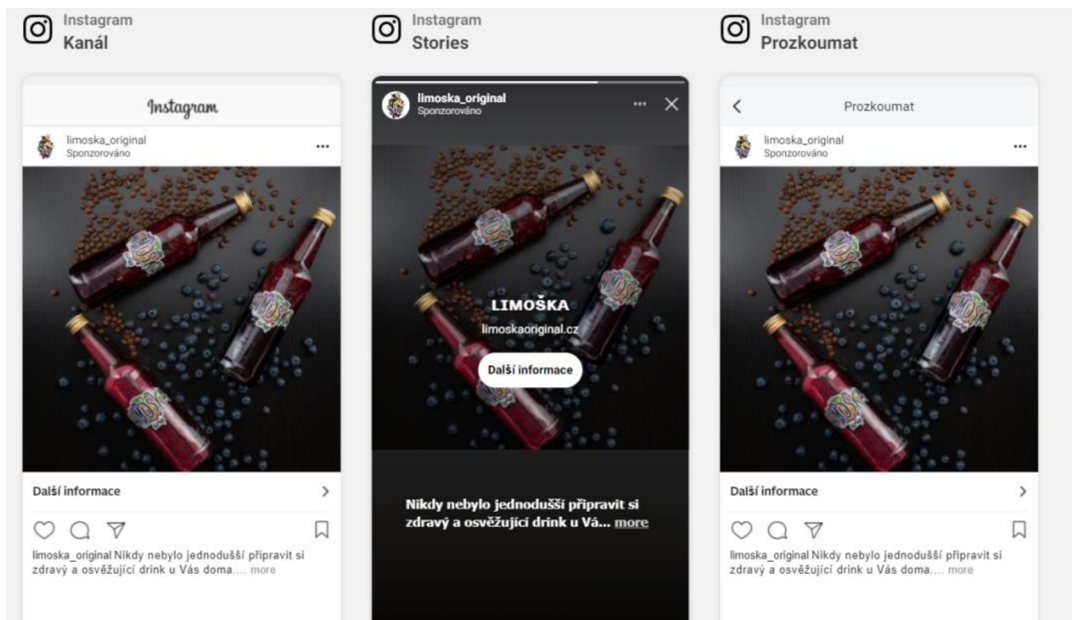 Instagram
Kanál
Instagram
limoska_original
Sponzorováno
Další informace
limoska_original Nikdy nebylo jednodušší připravit si
zdravý a osvěžující drink u Vás doma.... more
Instagram
Stories
limoska_original
Sponzorováno
LIMOŠKA
limoskaoriginal.cz
Další informace
Nikdy nebylo jednodušší připravit si
zdravý a osvěžující drink u Vá... more
Instagram
Prozkoumat
Prozkoumat
limoska_original
Sponzorováno
Další informace
limoska_original Nikdy nebylo jednodušší připravit si
zdravý a osvěžující drink u Vás doma.... more